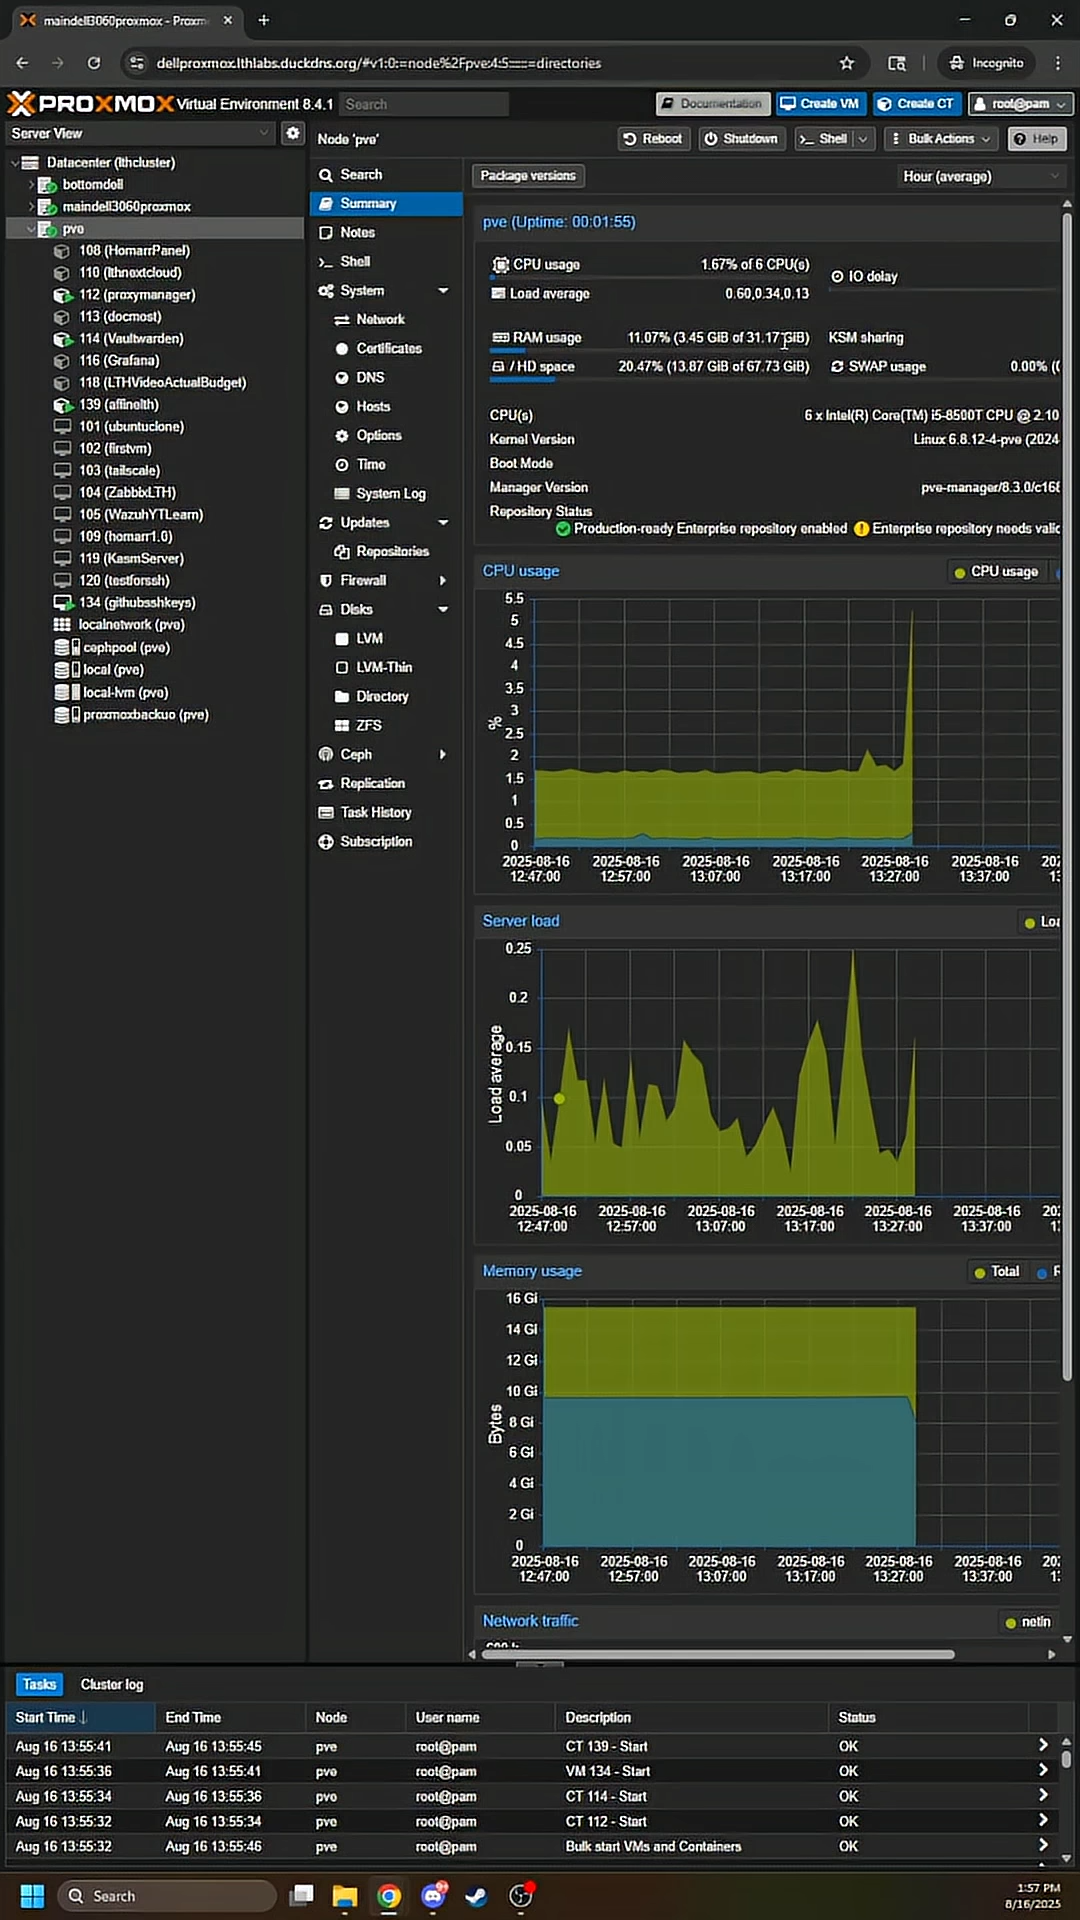 maindell3060proxmox - Proxm
dellproxmox.lthlabs.duckdns.org/#v1:0:=node%2Fpve:4:5:::::::=directories
Incognito
PROXMOX Virtual Environment 8.4.1
Search
Documentation
Create VM
Create CT
root@pam
Server View
Node 'pve'
Reboot
Shutdown
Shell
Bulk Actions
Help
Datacenter (lthcluster)
bottomdell
maindell3060proxmox
pve
108 (HomarrPanel)
110 (lthnextcloud)
112 (proxymanager)
113 (docmost)
114 (Vaultwarden)
116 (Grafana)
118 (LTHVideoActualBudget)
139 (affinelth)
101 (ubuntuclone)
102 (firstvm)
103 (tailscale)
104 (ZabbixLTH)
105 (WazuhYTLearn)
109 (homarr1.0)
119 (KasmServer)
120 (testforssh)
134 (githubsshkeys)
localnetwork (pve)
cephpool (pve)
local (pve)
local-lvm (pve)
proxmoxbackuo (pve)
Search
Summary
Notes
Shell
System
Network
Certificates
DNS
Hosts
Options
Time
System Log
Updates
Repositories
Firewall
Disks
LVM
LVM-Thin
Directory
ZFS
Ceph
Replication
Task History
Subscription
Package versions
Hour (average)
pve (Uptime: 00:01:55)
CPU usage 1.67% of 6 CPU(s)
IO delay
Load average 0.60,0.34,0.13
RAM usage 11.07% (3.45 GiB of 31.17 GiB)
KSM sharing
/ HD space 20.47% (13.87 GiB of 67.73 GiB)
SWAP usage 0.00% (
CPU(s) 6 x Intel(R) Core(TM) i5-8500T CPU @ 2.10
Kernel Version Linux 6.8.12-4-pve (2024
Boot Mode
Manager Version pve-manager/8.3.0/c168
Repository Status
Production-ready Enterprise repository enabled Enterprise repository needs valid
CPU usage
CPU usage
5.5
5
4.5
4
3.5
3
2.5
2
1.5
1
0.5
0
%
2025-08-16 2025-08-16 2025-08-16 2025-08-16 2025-08-16 2025-08-16 202
12:47:00 12:57:00 13:07:00 13:17:00 13:27:00 13:37:00 13:
Server load
Loa
0.25
0.2
0.15
0.1
0.05
0
Load average
2025-08-16 2025-08-16 2025-08-16 2025-08-16 2025-08-16 2025-08-16 202
12:47:00 12:57:00 13:07:00 13:17:00 13:27:00 13:37:00 13:
Memory usage
Total
R
16 Gi
14 Gi
12 Gi
10 Gi
8 Gi
6 Gi
4 Gi
2 Gi
0
Bytes
2025-08-16 2025-08-16 2025-08-16 2025-08-16 2025-08-16 2025-08-16 202
12:47:00 12:57:00 13:07:00 13:17:00 13:27:00 13:37:00 13:
Network traffic
netin
Tasks
Cluster log
Start Time End Time Node User name Description Status
Aug 16 13:55:41 Aug 16 13:55:45 pve root@pam CT 139 - Start OK
Aug 16 13:55:36 Aug 16 13:55:41 pve root@pam VM 134 - Start OK
Aug 16 13:55:34 Aug 16 13:55:36 pve root@pam CT 114 - Start OK
Aug 16 13:55:32 Aug 16 13:55:34 pve root@pam CT 112 - Start OK
Aug 16 13:55:32 Aug 16 13:55:46 pve root@pam Bulk start VMs and Containers OK
Search
1:57 PM
8/16/2025